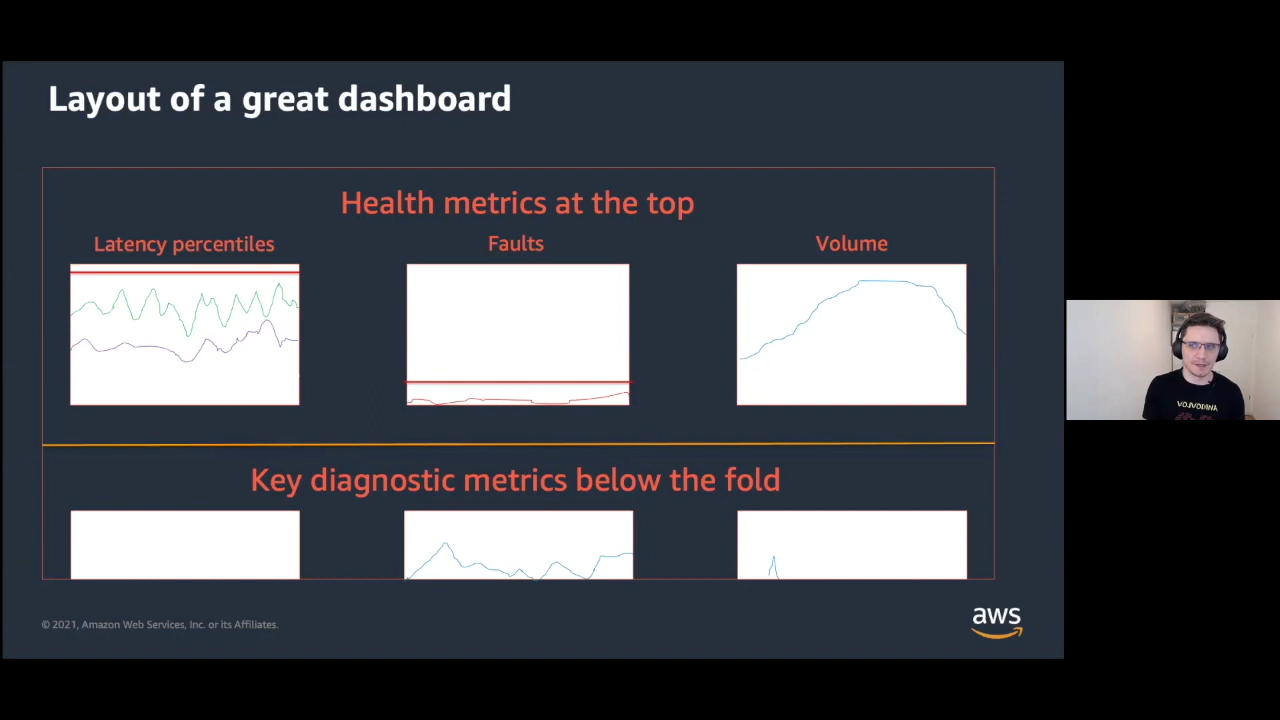 Layout of a great dashboard
Health metrics at the top
Latency percentiles
Faults
Volume
Key diagnostic metrics below the fold
© 2021, Amazon Web Services, Inc. or its Affiliates.
aws
VOJVODINA